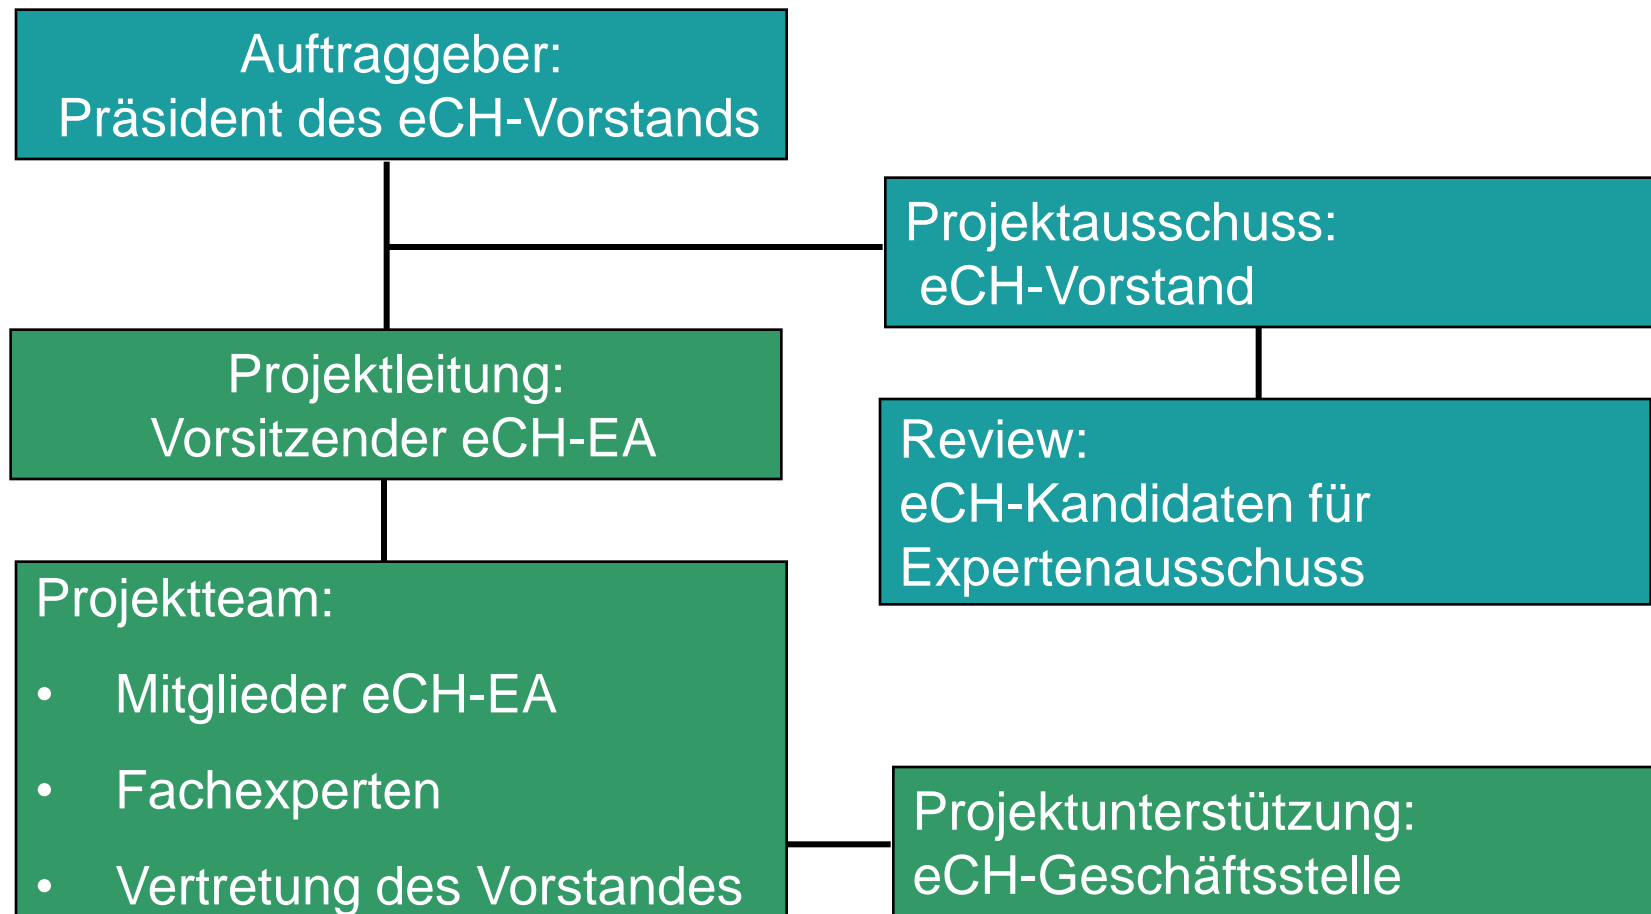 Auftraggeber:
Präsident des eCH-Vorstands
Projektausschuss:
eCH-Vorstand
Projektleitung:
Vorsitzender eCH-EA
Review:
eCH-Kandidaten für
Expertenausschuss
Projektteam:
• Mitglieder eCH-EA
• Fachexperten
• Vertretung des Vorstandes
Projektunterstützung:
eCH-Geschäftsstelle